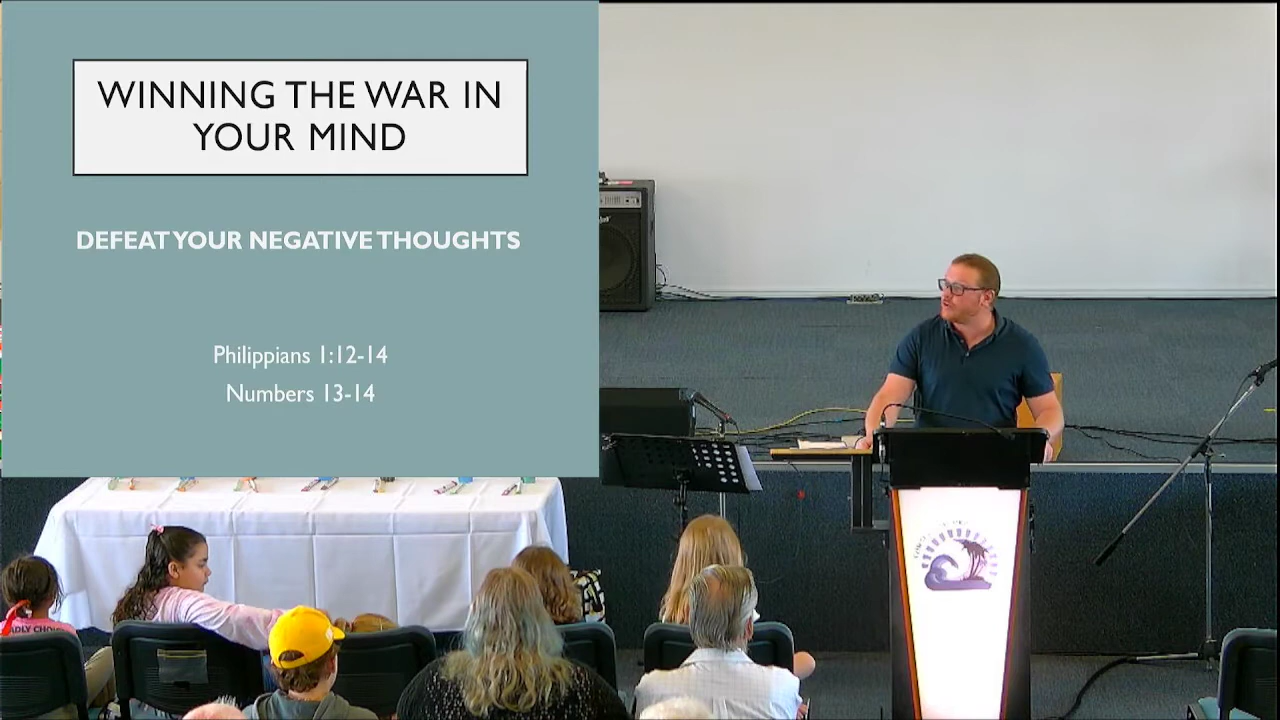 WINNING THE WAR IN
YOUR MIND
DEFEAT YOUR NEGATIVE THOUGHTS
Philippians 1:12-14
Numbers 13-14